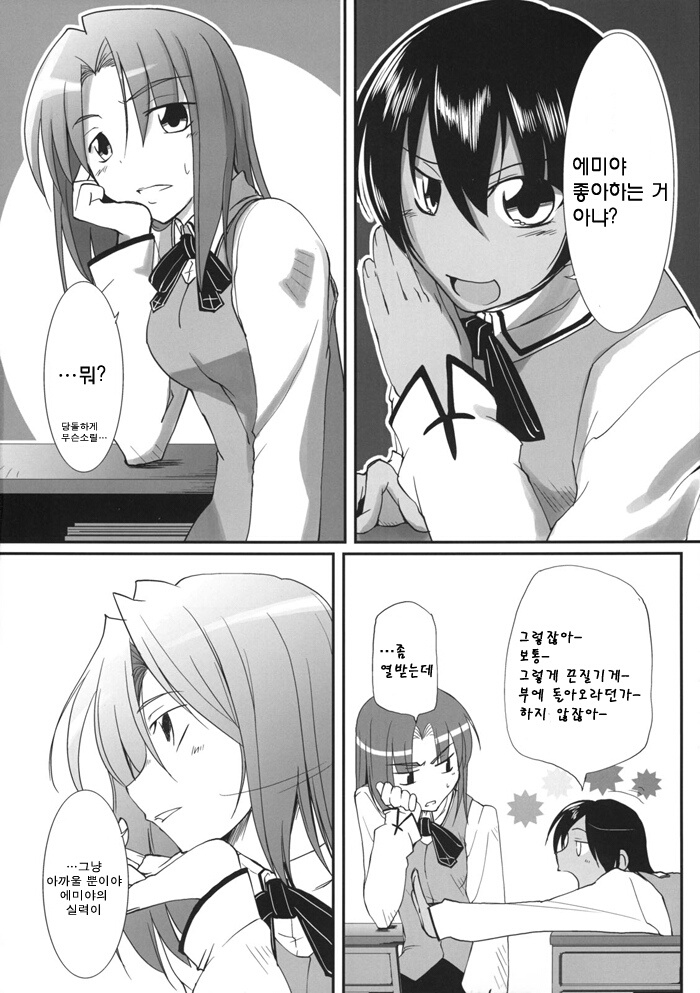 에미야
좋아하는 거
아냐?
…뭐?
당돌하게
무슨소릴…
그렇잖아-
보통-
그렇게 끈질기게-
부에 돌아오라던가-
하지 않잖아-
…좀
열받는데
…그냥
아까울 뿐이야
에미야의
실력이